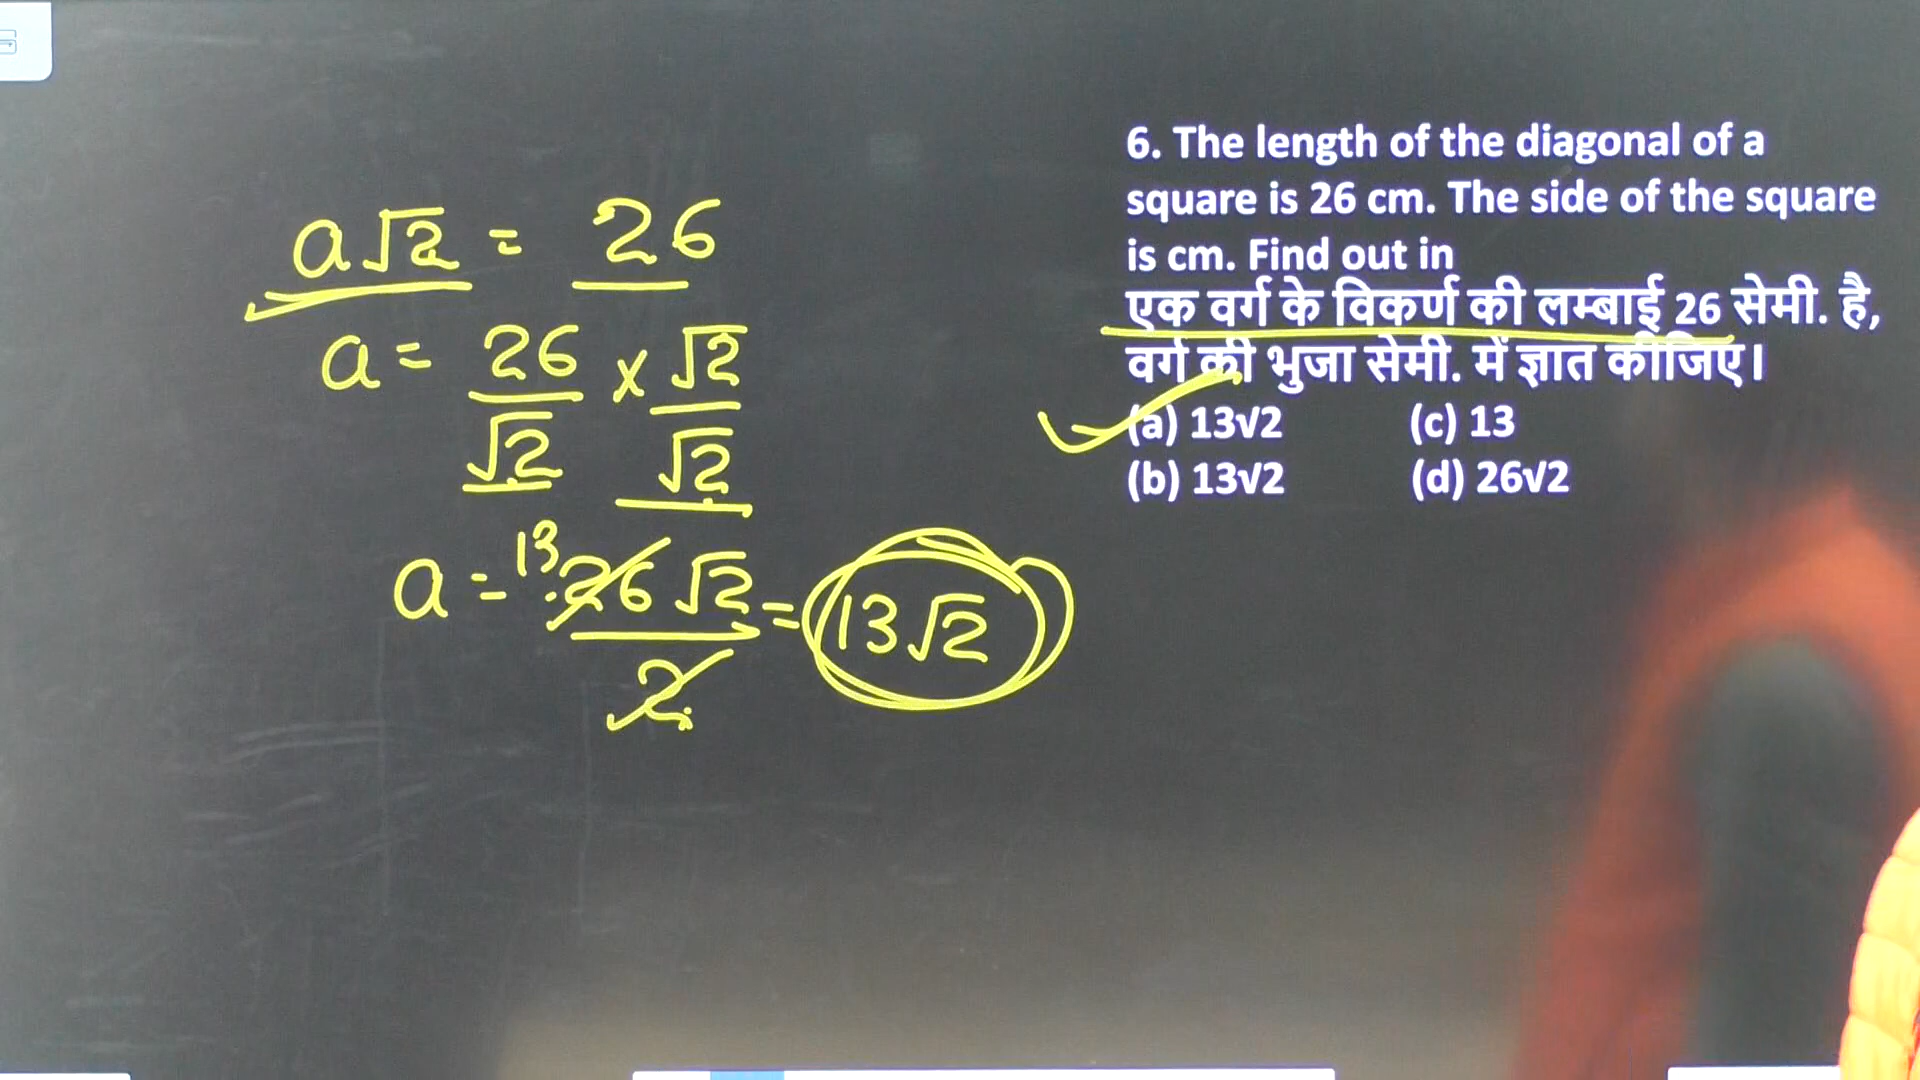 a√2 = 26
a = 26/√2 × √2/√2
a = 13 26√2/2 = 13√2
6. The length of the diagonal of a
square is 26 cm. The side of the square
is cm. Find out in
एक वर्ग के विकर्ण की लम्बाई 26 सेमी. है,
वर्ग की भुजा सेमी. में ज्ञात कीजिए।
(a) 13√2 (c) 13
(b) 13√2 (d) 26√2